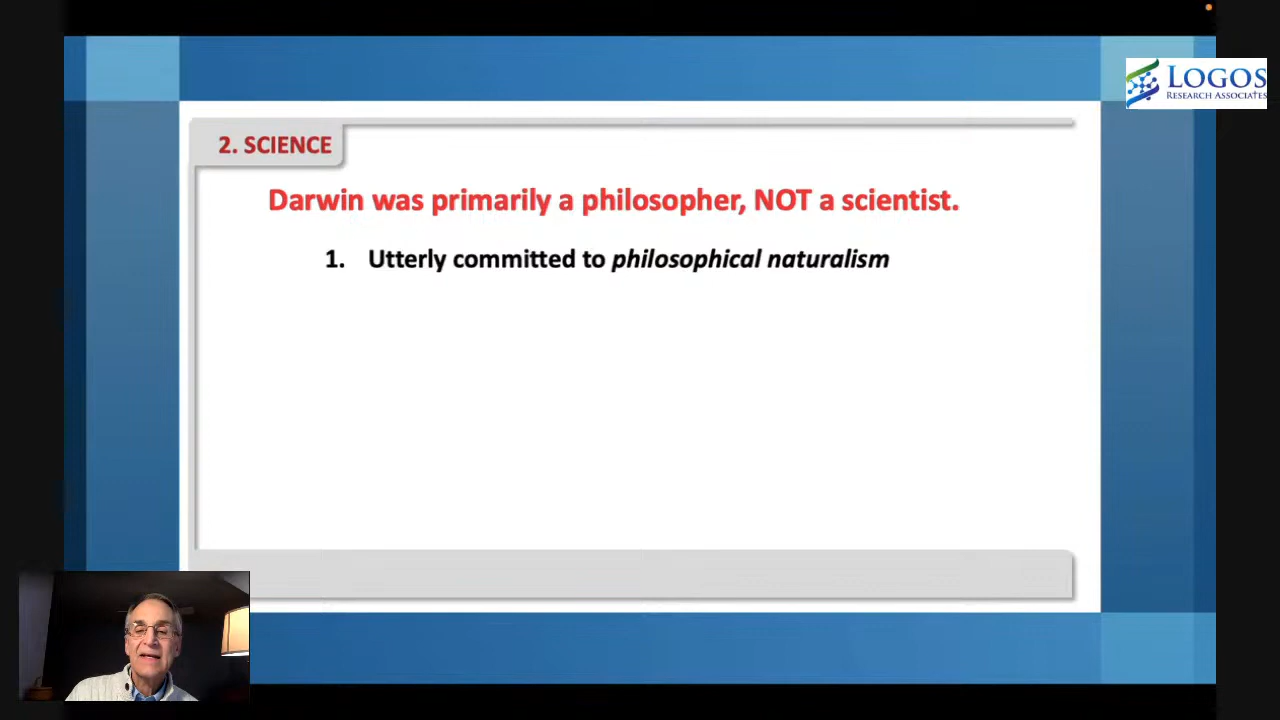 LOGOS
RESEARCH ASSOCIATES
2. SCIENCE
Darwin was primarily a philosopher, NOT a scientist.
1. Utterly committed to philosophical naturalism